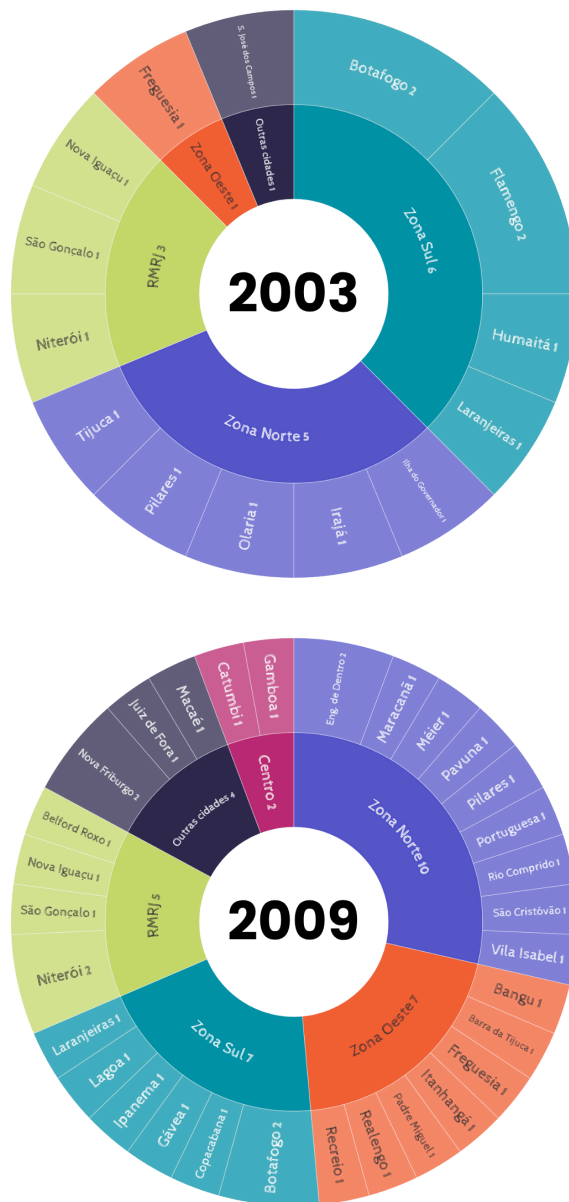 2003
Zona Sul 6
Botafogo 2
Flamengo 2
Humaitá 1
Laranjeiras 1
Zona Norte 5
Ilha do Governador 1
Irajá 1
Olaria 1
Pilares 1
Tijuca 1
RMRJ 3
Niterói 1
São Gonçalo 1
Nova Iguaçu 1
Zona Oeste 1
Freguesia 1
Outras cidades 1
S. José dos Campos 1
2009
Zona Norte 10
Eng. de Dentro 2
Maracanã 1
Méier 1
Pavuna 1
Pilares 1
Portuguesa 1
Rio Comprido 1
São Cristóvão 1
Vila Isabel 1
Zona Oeste 7
Bangu 1
Barra da Tijuca 1
Freguesia 1
Itanhangá 1
Padre Miguel 1
Realengo 1
Recreio 1
Zona Sul 7
Botafogo 2
Copacabana 1
Gávea 1
Ipanema 1
Lagoa 1
Laranjeiras 1
RMRJ 5
Niterói 2
São Gonçalo 1
Nova Iguaçu 1
Belford Roxo 1
Outras cidades 4
Nova Friburgo 2
Juiz de Fora 1
Macaé 1
Centro 2
Catumbi 1
Gamboa 1